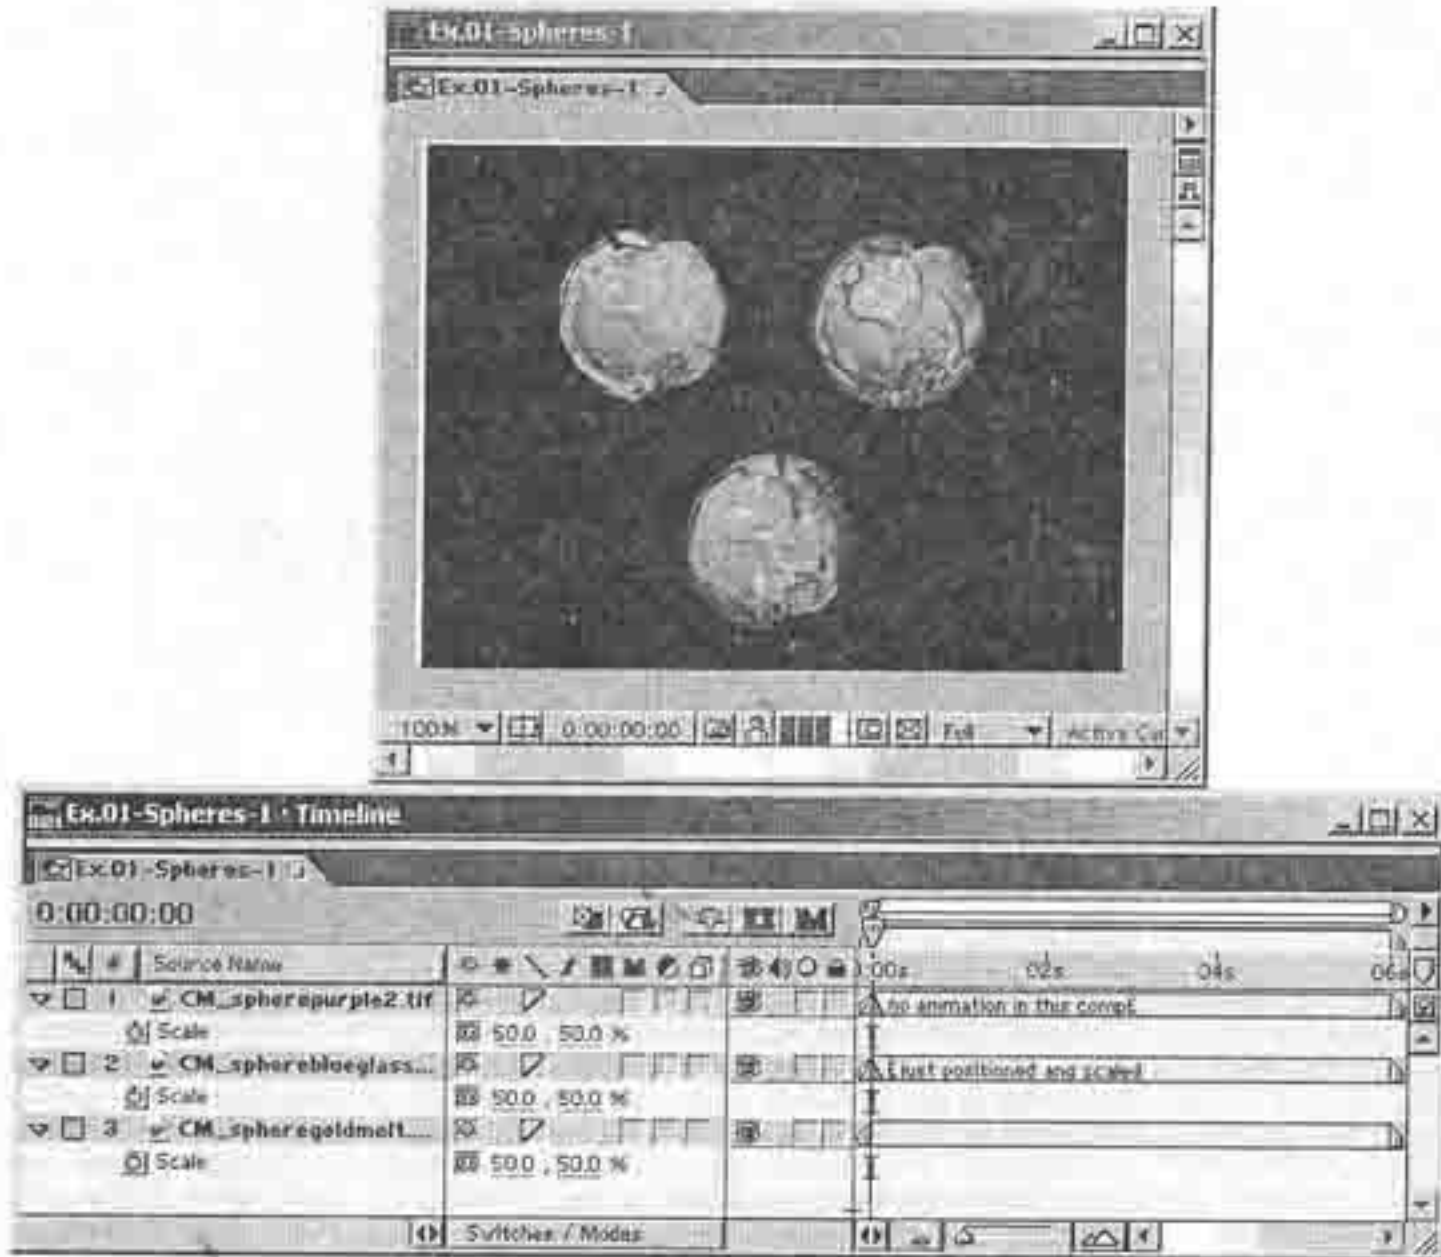 Ex.01-Spheres-1
Ex.01-Spheres-1
100% 0:00:00:00 Full Active Ca
Ex.01-Spheres-1 • Timeline
Ex.01-Spheres-1
0:00:00:00
# Source Name :00s 02s 04s 06s
1 CM_spherepurple2.tif no animation in this comp!
Scale 50.0 , 50.0 %
2 CM_sphereblueglass... just positioned and scaled
Scale 50.0 , 50.0 %
3 CM_spheregoldmelt....
Scale 50.0 , 50.0 %
Switches / Modes